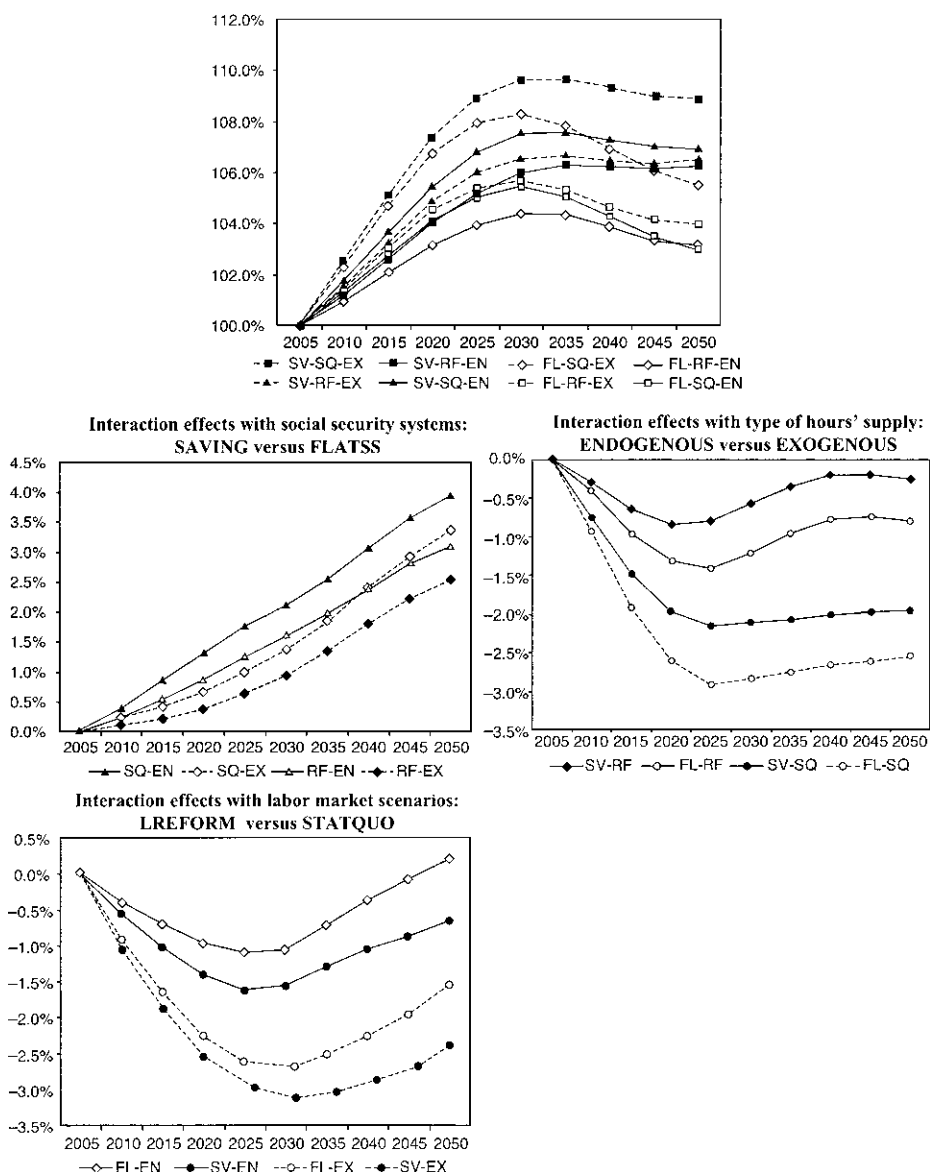 112.0%
110.0%
108.0%
106.0%
104.0%
102.0%
100.0%
2005 2010 2015 2020 2025 2030 2035 2040 2045 2050
SV-SQ-EX SV-RF-EN FL-SQ-EX FL-RF-EN
SV-RF-EX SV-SQ-EN FL-RF-EX FL-SQ-EN
Interaction effects with social security systems:
SAVING versus FLATSS
4.5%
4.0%
3.5%
3.0%
2.5%
2.0%
1.5%
1.0%
0.5%
0.0%
2005 2010 2015 2020 2025 2030 2035 2040 2045 2050
SQ-EN SQ-EX RF-EN RF-EX
Interaction effects with type of hours' supply:
ENDOGENOUS versus EXOGENOUS
0.0%
−0.5%
−1.0%
−1.5%
−2.0%
−2.5%
−3.0%
−3.5%
2005 2010 2015 2020 2025 2030 2035 2040 2045 2050
SV-RF FL-RF SV-SQ FL-SQ
Interaction effects with labor market scenarios:
LREFORM versus STATQUO
0.5%
0.0%
−0.5%
−1.0%
−1.5%
−2.0%
−2.5%
−3.0%
−3.5%
2005 2010 2015 2020 2025 2030 2035 2040 2045 2050
FL-EN SV-EN FL-EX SV-EX